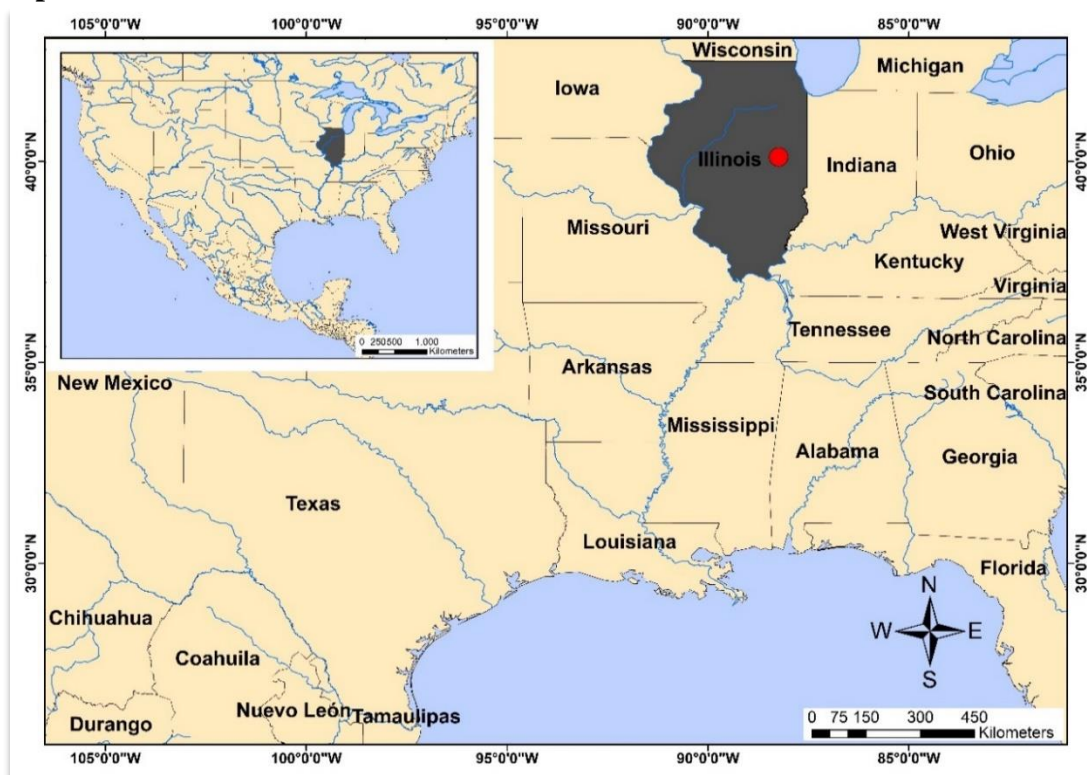 105°0'0"W 100°0'0"W 95°0'0"W 90°0'0"W 85°0'0"W
Wisconsin
Michigan
Iowa
40°0'0"N
Illinois
Indiana
Ohio
40°0'0"N
Missouri
West Virginia
Kentucky
Virginia
0 250500 1.000
Kilometers
Tennessee
North Carolina
35°0'0"N
New Mexico
Arkansas
South Carolina
35°0'0"N
Mississippi
Alabama
Georgia
Texas
Louisiana
30°0'0"N
Florida
30°0'0"N
Chihuahua
N
W E
S
Coahuila
Durango
Nuevo León
Tamaulipas
0 75 150 300 450
Kilometers
105°0'0"W 100°0'0"W 95°0'0"W 90°0'0"W 85°0'0"W